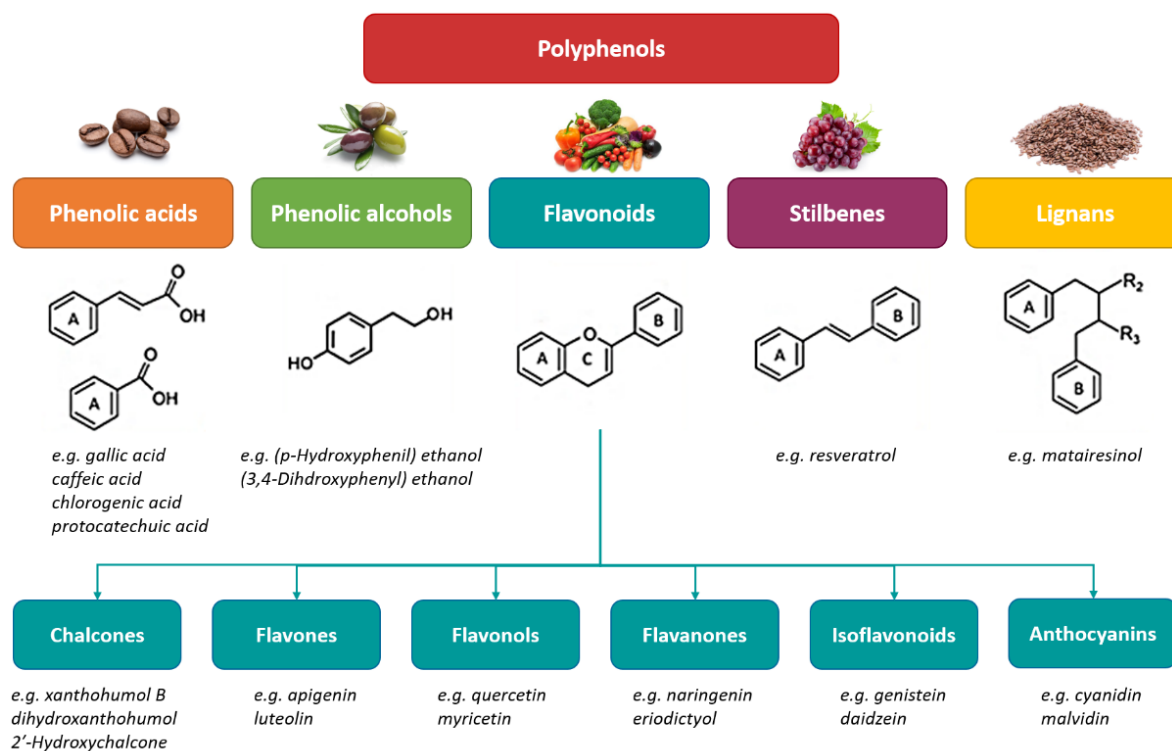 Polyphenols
Phenolic acids
Phenolic alcohols
Flavonoids
Stilbenes
Lignans
A
O
OH
A
O
OH
HO
OH
A
O
C
B
A
B
A
R2
R3
B
e.g. gallic acid
caffeic acid
chlorogenic acid
protocatechuic acid
e.g. (p-Hydroxyphenil) ethanol
(3,4-Dihdroxyphenyl) ethanol
e.g. resveratrol
e.g. matairesinol
Chalcones
Flavones
Flavonols
Flavanones
Isoflavonoids
Anthocyanins
e.g. xanthohumol B
dihydroxanthohumol
2’-Hydroxychalcone
e.g. apigenin
luteolin
e.g. quercetin
myricetin
e.g. naringenin
eriodictyol
e.g. genistein
daidzein
e.g. cyanidin
malvidin